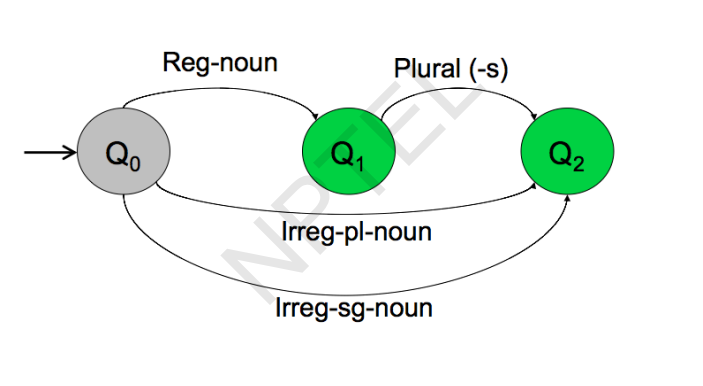 Reg-noun
Plural (-s)
Q0
Q1
Q2
Irreg-pl-noun
Irreg-sg-noun
NPTEL